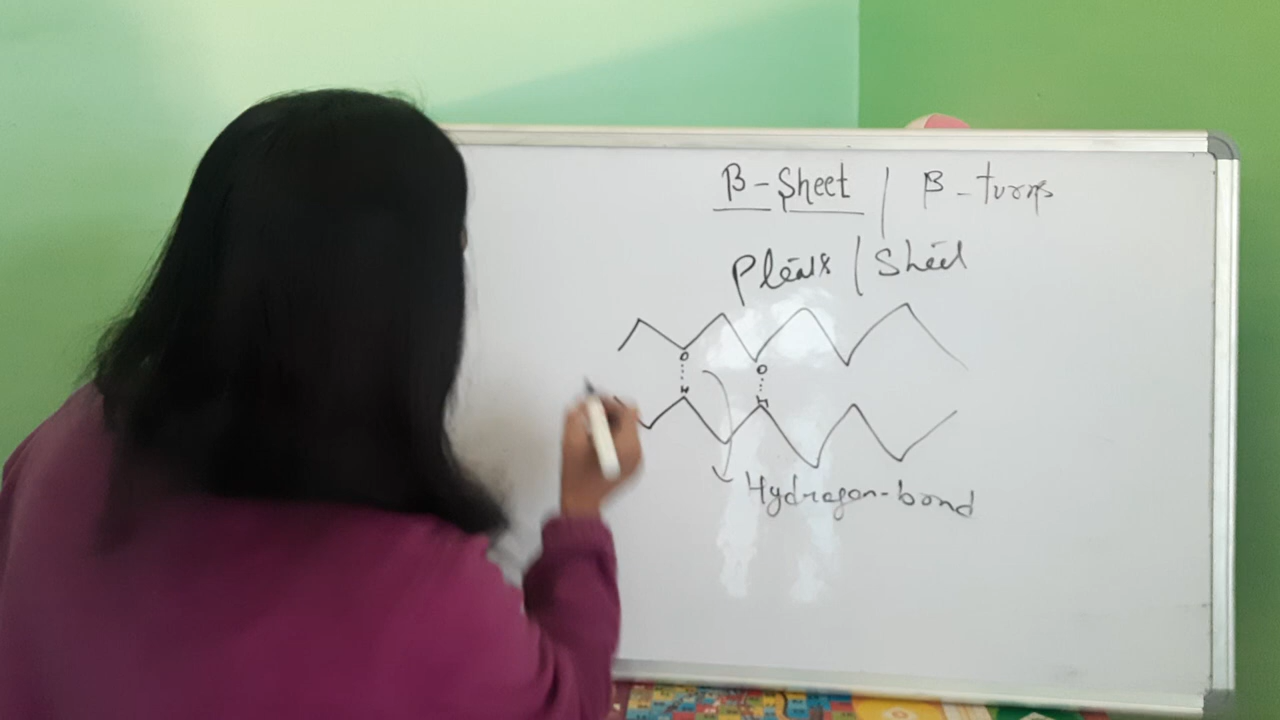 β-Sheet / β-turns
Pleats / Sheet
O O
H H
Hydrogen-bond